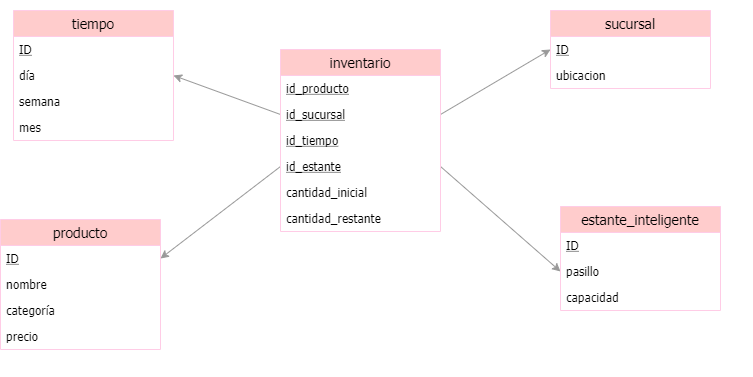 tiempo
ID
día
semana
mes
inventario
id_producto
id_sucursal
id_tiempo
id_estante
cantidad_inicial
cantidad_restante
sucursal
ID
ubicacion
producto
ID
nombre
categoría
precio
estante_inteligente
ID
pasillo
capacidad